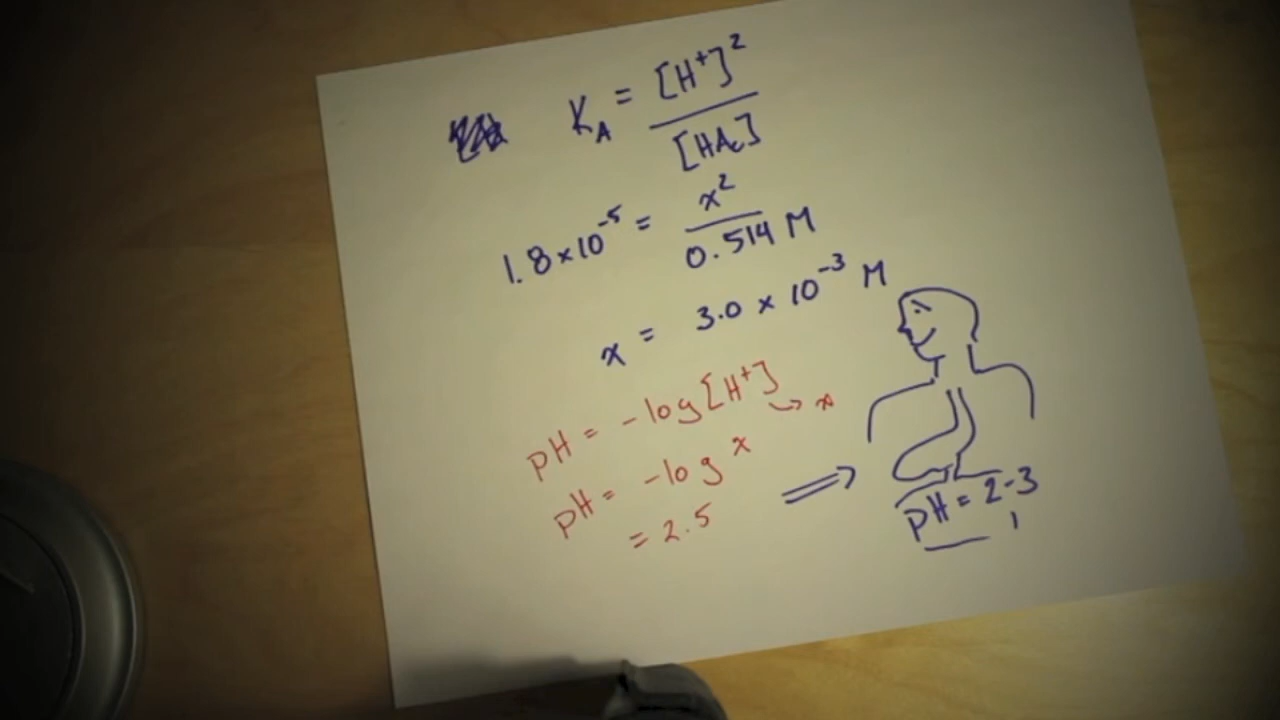 K_A = [H⁺]² / [HAc]
1.8 × 10⁻⁵ = x² / 0.514 M
x = 3.0 × 10⁻³ M
pH = -log [H⁺]
↳ x
pH = -log x
= 2.5 ⇒
pH = 2-3